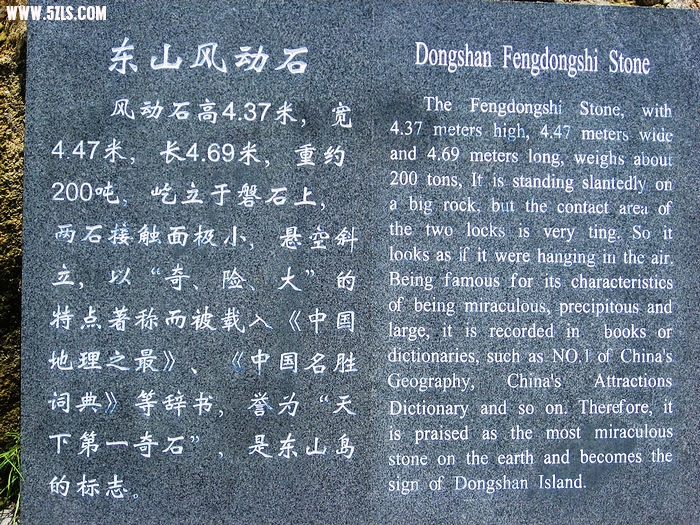 WWW.5ZLS.COM
东山风动石
风动石高4.37米，宽
4.47米，长4.69米，重约
200吨，屹立于磐石上，
两石接触面极小，悬空斜
立，以“奇、险、大”的
特点著称而被载入《中国
地理之最》、《中国名胜
词典》等辞书，誉为“天
下第一奇石”，是东山岛
的标志。
Dongshan Fengdongshi Stone
The Fengdongshi Stone, with
4.37 meters high, 4.47 meters wide
and 4.69 meters long, weighs about
200 tons, It is standing slantedly on
a big rock, but the contact area of
the two locks is very ting. So it
looks as if it were hanging in the air.
Being famous for its characteristics
of being miraculous, precipitous and
large, it is recorded in books or
dictionaries, such as NO.1 of China's
Geography, China's Attractions
Dictionary and so on. Therefore, it
is praised as the most miraculous
stone on the earth and becomes the
sign of Dongshan Island.